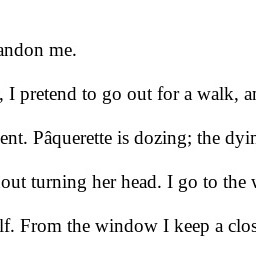 andon me.
, I pretend to go out for a walk, a
ent. Pâquerette is dozing; the dyin
out turning her head. I go to the
lf. From the window I keep a clos